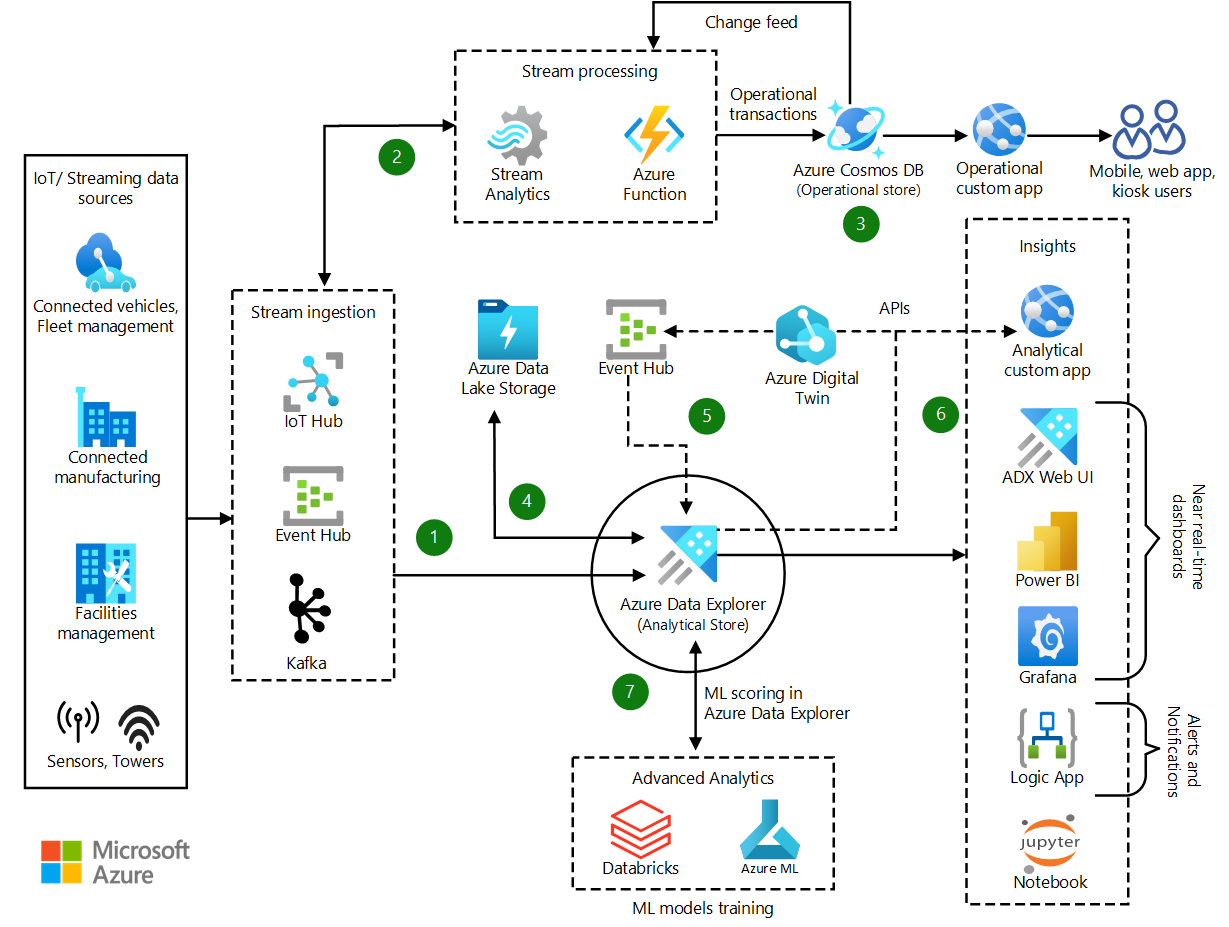 Change feed
Stream processing
Operational
transactions
2
Stream
Analytics
Azure
Function
Azure Cosmos DB
(Operational store)
3
Operational
custom app
Mobile, web app,
kiosk users
IoT/ Streaming data
sources
Connected vehicles,
Fleet management
Connected
manufacturing
Facilities
management
Sensors, Towers
Stream ingestion
IoT Hub
Event Hub
Kafka
1
Azure Data
Lake Storage
4
Event Hub
5
Azure Digital
Twin
APIs
6
Azure Data Explorer
(Analytical Store)
7
ML scoring in
Azure Data Explorer
Advanced Analytics
Databricks
Azure ML
ML models training
Insights
Analytical
custom app
ADX Web UI
Power BI
Grafana
Near real-time
dashboards
Logic App
Alerts and
Notifications
jupyter
Notebook
Microsoft
Azure